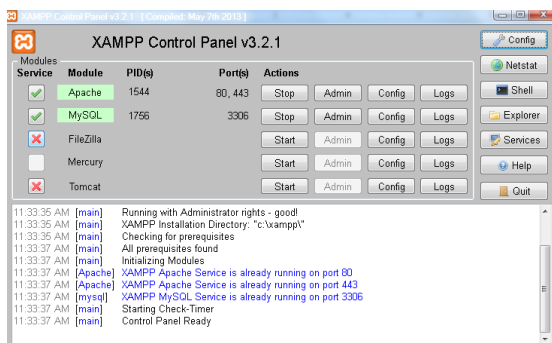 XAMPP Control Panel v3.2.1 [ Compiled: May 7th 2013 ]
XAMPP Control Panel v3.2.1
Config
Modules
Service Module PID(s) Port(s) Actions
Netstat
Apache 1544 80, 443 Stop Admin Config Logs
Shell
MySQL 1756 3306 Stop Admin Config Logs
Explorer
FileZilla Start Admin Config Logs
Services
Mercury Start Admin Config Logs
Help
Tomcat Start Admin Config Logs
Quit
11:33:35 AM [main] Running with Administrator rights - good!
11:33:35 AM [main] XAMPP Installation Directory: "c:\xampp\"
11:33:35 AM [main] Checking for prerequisites
11:33:37 AM [main] All prerequisites found
11:33:37 AM [main] Initializing Modules
11:33:37 AM [Apache] XAMPP Apache Service is already running on port 80
11:33:37 AM [Apache] XAMPP Apache Service is already running on port 443
11:33:37 AM [mysql] XAMPP MySQL Service is already running on port 3306
11:33:37 AM [main] Starting Check-Timer
11:33:37 AM [main] Control Panel Ready